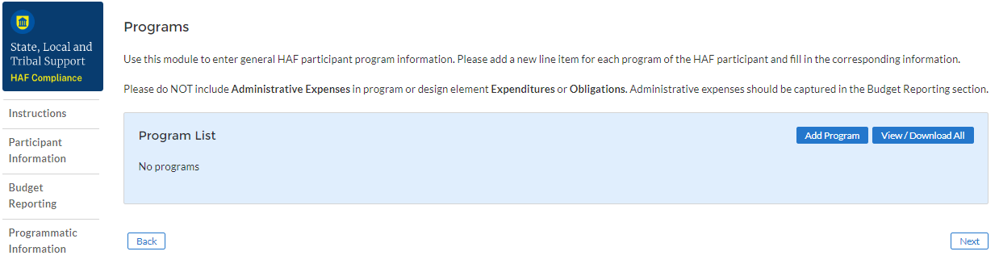 State, Local and
Tribal Support
HAF Compliance
Instructions
Participant
Information
Budget
Reporting
Programmatic
Information
Programs
Use this module to enter general HAF participant program information. Please add a new line item for each program of the HAF participant and fill in the corresponding information.
Please do NOT include Administrative Expenses in program or design element Expenditures or Obligations. Administrative expenses should be captured in the Budget Reporting section.
Program List
Add Program
View / Download All
No programs
Back
Next